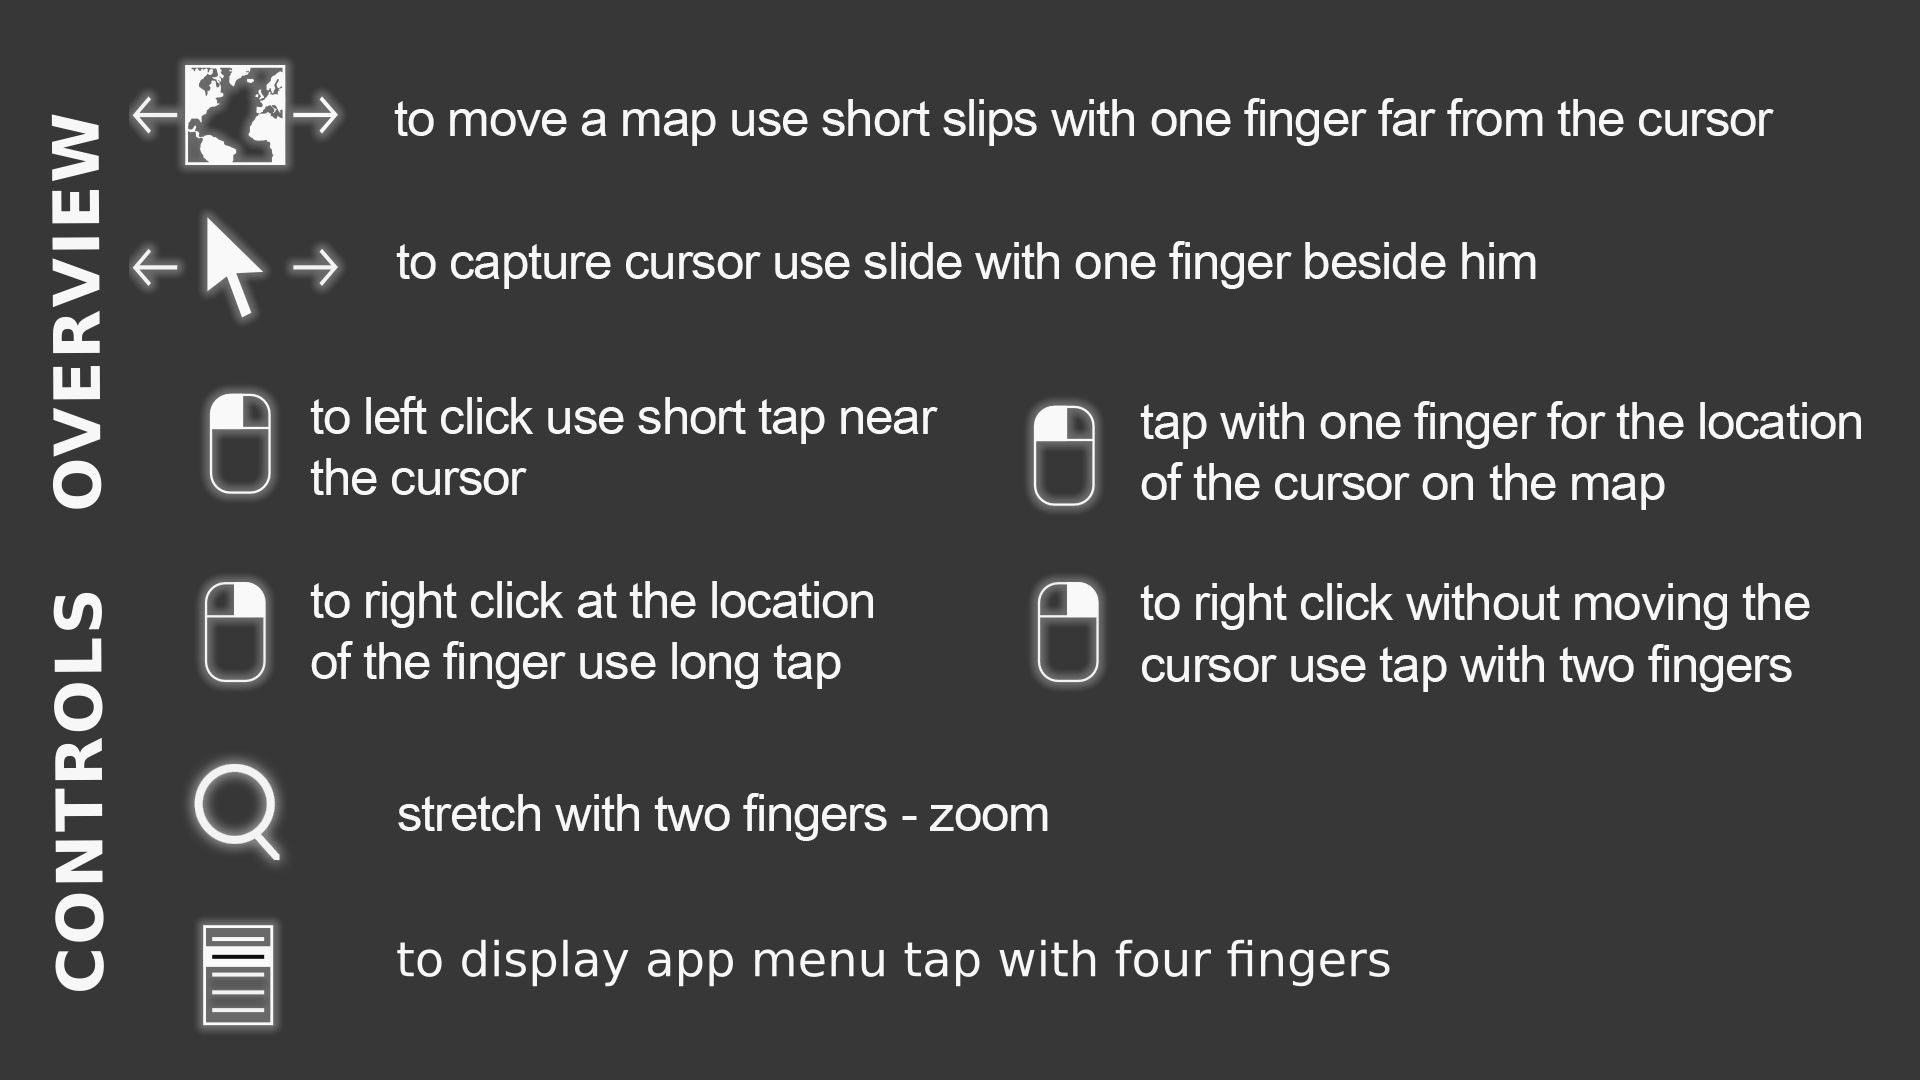 CONTROLS OVERVIEW
to move a map use short slips with one finger far from the cursor
to capture cursor use slide with one finger beside him
to left click use short tap near
the cursor
tap with one finger for the location
of the cursor on the map
to right click at the location
of the finger use long tap
to right click without moving the
cursor use tap with two fingers
stretch with two fingers - zoom
to display app menu tap with four fingers